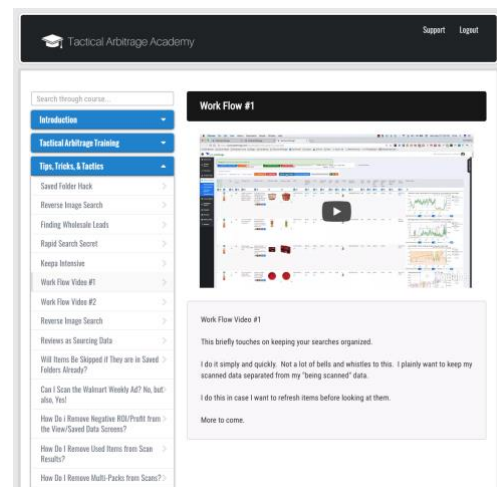 Tactical Arbitrage Academy
Support
Logout
Search through course...
Introduction
Tactical Arbitrage Training
Tips, Tricks, & Tactics
Saved Folder Hack
Reverse Image Search
Finding Wholesale Leads
Rapid Search Secret
Keepa Intensive
Work Flow Video #1
Work Flow Video #2
Reverse Image Search
Reviews as Sourcing Data
Will Items Be Skipped if They are in Saved
Folders Already?
Can I Scan the Walmart Weekly Ad? No, but
also, Yes!
How Do I Remove Negative ROI/Profit from
the View/Saved Data Screens?
How Do I Remove Used Items from Scan
Results?
How Do I Remove Multi-Packs from Scans?
Work Flow #1
Work Flow Video #1
This briefly touches on keeping your searches organized.
I do it simply and quickly. Not a lot of bells and whistles to this. I plainly want to keep my
scanned data separated from my "being scanned" data.
I do this in case I want to refresh items before looking at them.
More to come.